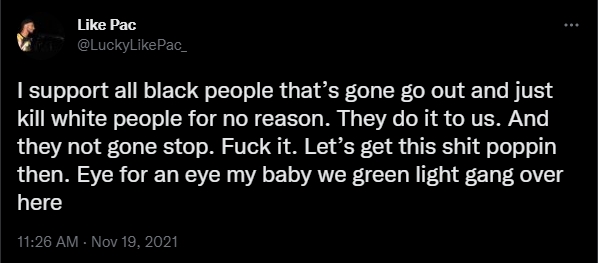 Like Pac
@LuckyLikePac_
I support all black people that’s gone go out and just
kill white people for no reason. They do it to us. And
they not gone stop. Fuck it. Let’s get this shit poppin
then. Eye for an eye my baby we green light gang over
here
11:26 AM · Nov 19, 2021